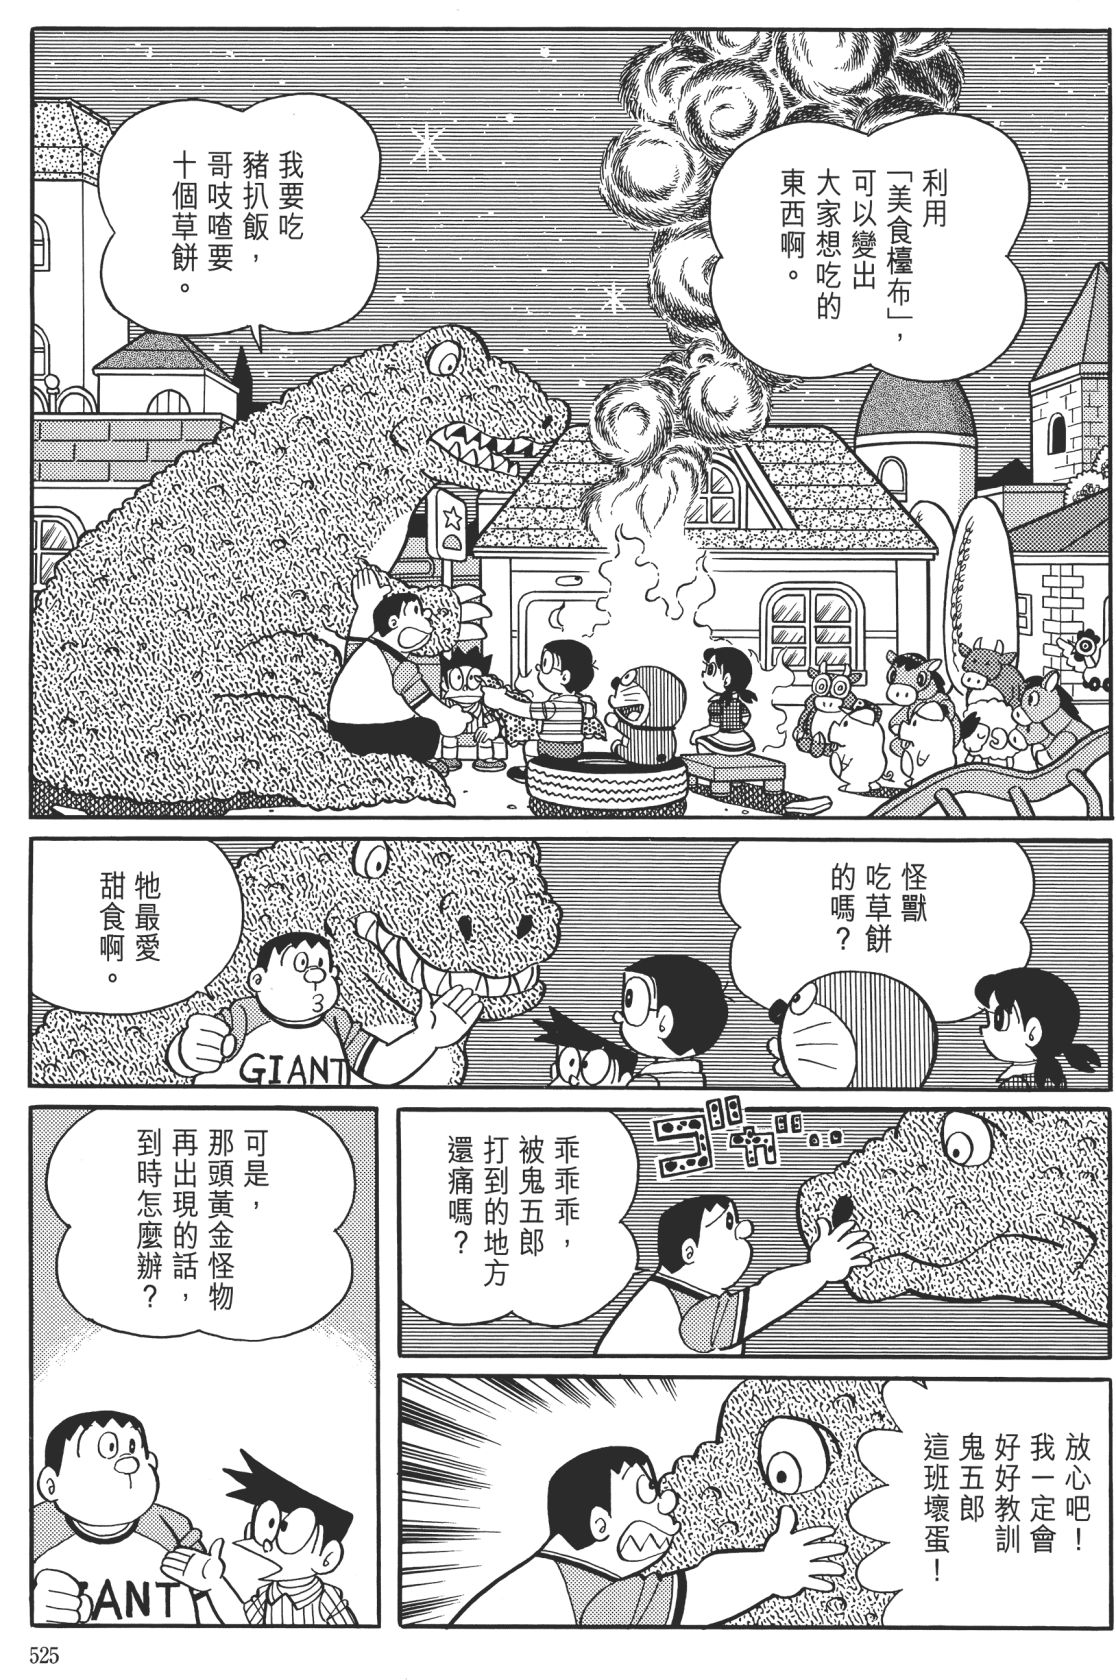 利用
「美食檯布」，
可以變出
大家想吃的
東西啊。
我要吃
豬扒飯，
哥吱喳要
十個草餅。
怪獸
吃草餅
的嗎？
牠最愛
甜食啊。
GIANT
ゴガ‥
乖乖乖，
被鬼五郎
打到的地方
還痛嗎？
可是，
那頭黃金怪物
再出現的話，
到時怎麼辦？
GIANT
放心吧！
我一定會
好好教訓
鬼五郎
這班壞蛋！
525